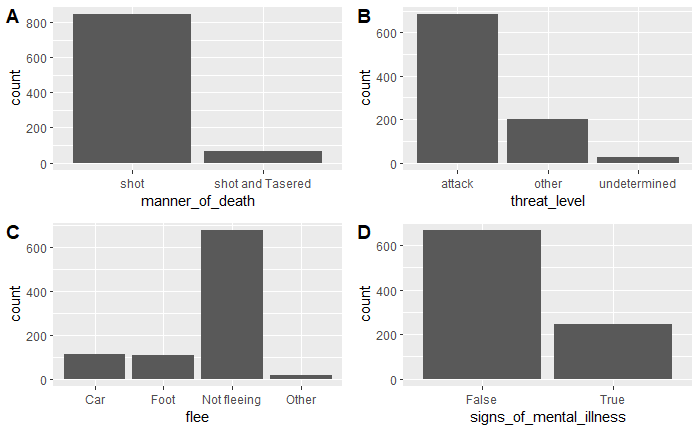 A
count
800
600
400
200
0
shot shot and Tasered
manner_of_death
B
count
600
400
200
0
attack other undetermined
threat_level
C
count
600
400
200
0
Car Foot Not fleeing Other
flee
D
count
600
400
200
0
False True
signs_of_mental_illness